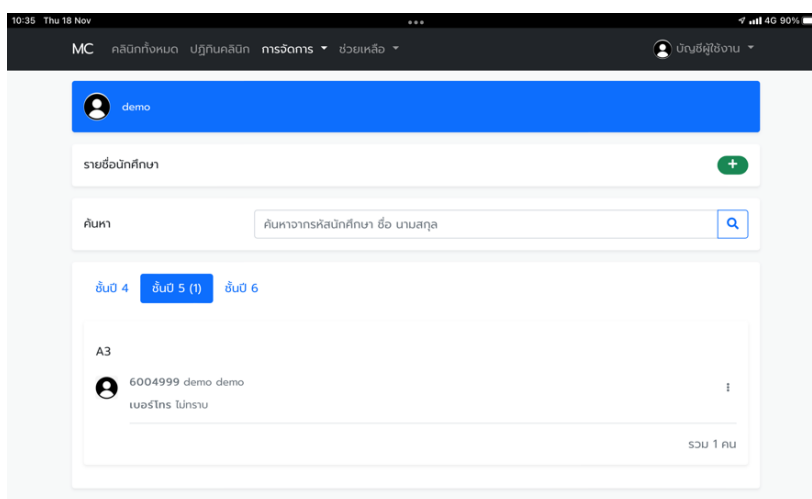 10:35 Thu 18 Nov
4G 90%
MC คลินิกทั้งหมด ปฏิทินคลินิก การจัดการ ช่วยเหลือ บัญชีผู้ใช้งาน
demo
รายชื่อนักศึกษา
ค้นหา ค้นหาจากรหัสนักศึกษา ชื่อ นามสกุล
ชั้นปี 4 ชั้นปี 5 (1) ชั้นปี 6
A3
6004999 demo demo
เบอร์โทร ไม่ทราบ
รวม 1 คน